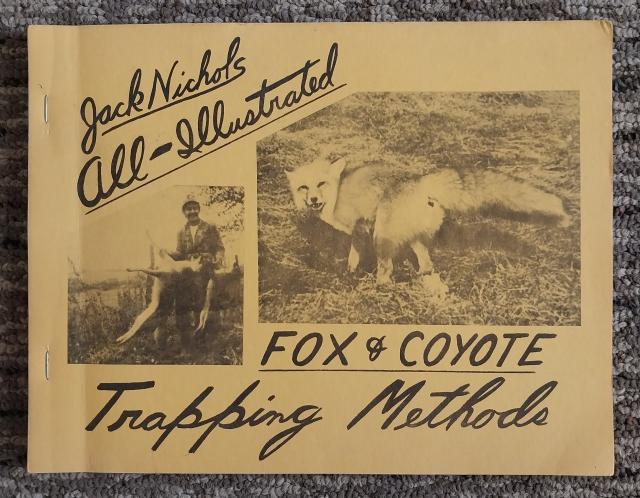 Jack Nichols
All-Illustrated
FOX & COYOTE
Trapping Methods